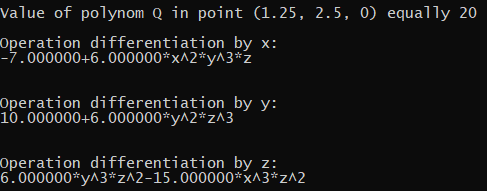 Value of polynom Q in point (1.25, 2.5, 0) equally 20
Operation differentiation by x:
-7.000000+6.000000*x^2*y^3*z
Operation differentiation by y:
10.000000+6.000000*y^2*z^3
Operation differentiation by z:
6.000000*y^3*z^2-15.000000*x^3*z^2